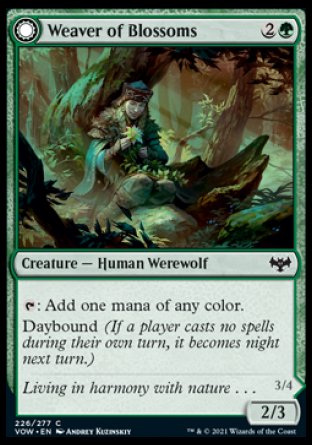 Weaver of Blossoms 2
Creature — Human Werewolf
: Add one mana of any color.
Daybound (If a player casts no spells
during their own turn, it becomes night
next turn.)
Living in harmony with nature . . . 3/4
2/3
226/277 C
VOW • EN Andrey Kuzinskiy ™ & © 2021 Wizards of the Coast